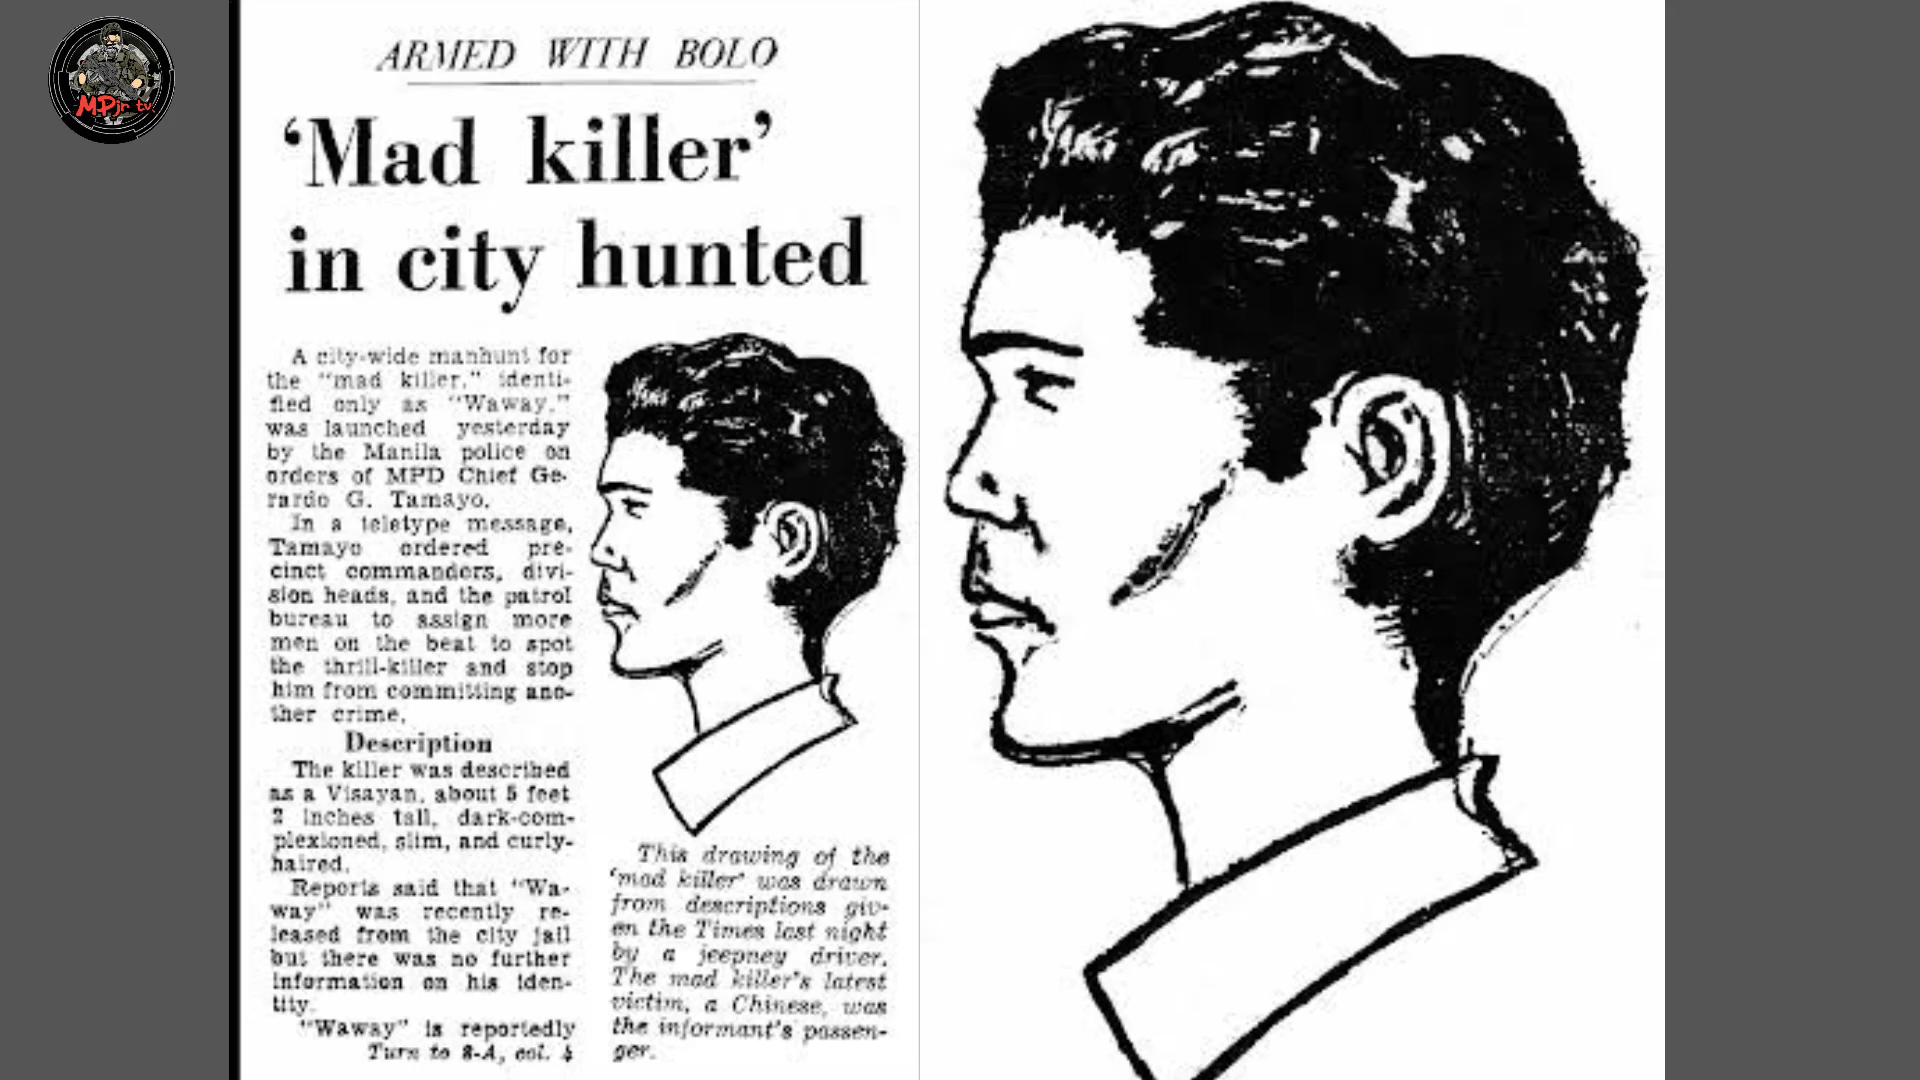 MPjr tv.
ARMED WITH BOLO
‘Mad killer’
in city hunted
A city-wide manhunt for
the "mad killer," identi-
fied only as "Waway,"
was launched yesterday
by the Manila police on
orders of MPD Chief Ge-
rardo G. Tamayo.
In a teletype message,
Tamayo ordered pre-
cinct commanders, divi-
sion heads, and the patrol
bureau to assign more
men on the beat to spot
the thrill-killer and stop
him from committing ano-
ther crime.
Description
The killer was described
as a Visayan, about 5 feet
2 inches tall, dark-com-
plexioned, slim, and curly-
haired.
Reports said that "Wa-
way" was recently re-
leased from the city jail
but there was no further
information on his iden-
tity.
"Waway" is reportedly
Turn to 8-A, col. 4
This drawing of the
‘mad killer’ was drawn
from descriptions giv-
en the Times last night
by a jeepney driver.
The mad killer's latest
victim, a Chinese, was
the informant's passen-
ger.